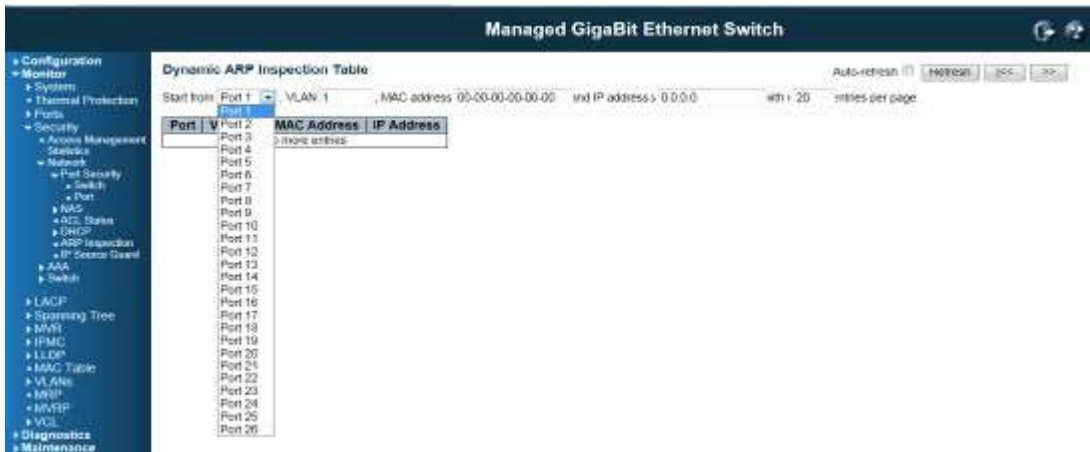 Managed GigaBit Ethernet Switch
Configuration
Monitor
System
Thermal Protection
Ports
Security
Access Management
Statistics
Network
Port Security
Switch
Port
NAS
ACL Status
DHCP
ARP Inspection
IP Source Guard
AAA
Switch
LACP
Spanning Tree
MVR
IPMC
LLDP
MAC Table
VLANs
MRP
MVRP
VCL
Diagnostics
Maintenance
Dynamic ARP Inspection Table
Auto-refresh Refresh |<< >>
Start from Port 1 , VLAN 1 , MAC address 00-00-00-00-00-00 and IP address 0.0.0.0 with 20 entries per page
Port V MAC Address IP Address
more entries
Port 1
Port 2
Port 3
Port 4
Port 5
Port 6
Port 7
Port 8
Port 9
Port 10
Port 11
Port 12
Port 13
Port 14
Port 15
Port 16
Port 17
Port 18
Port 19
Port 20
Port 21
Port 22
Port 23
Port 24
Port 25
Port 26